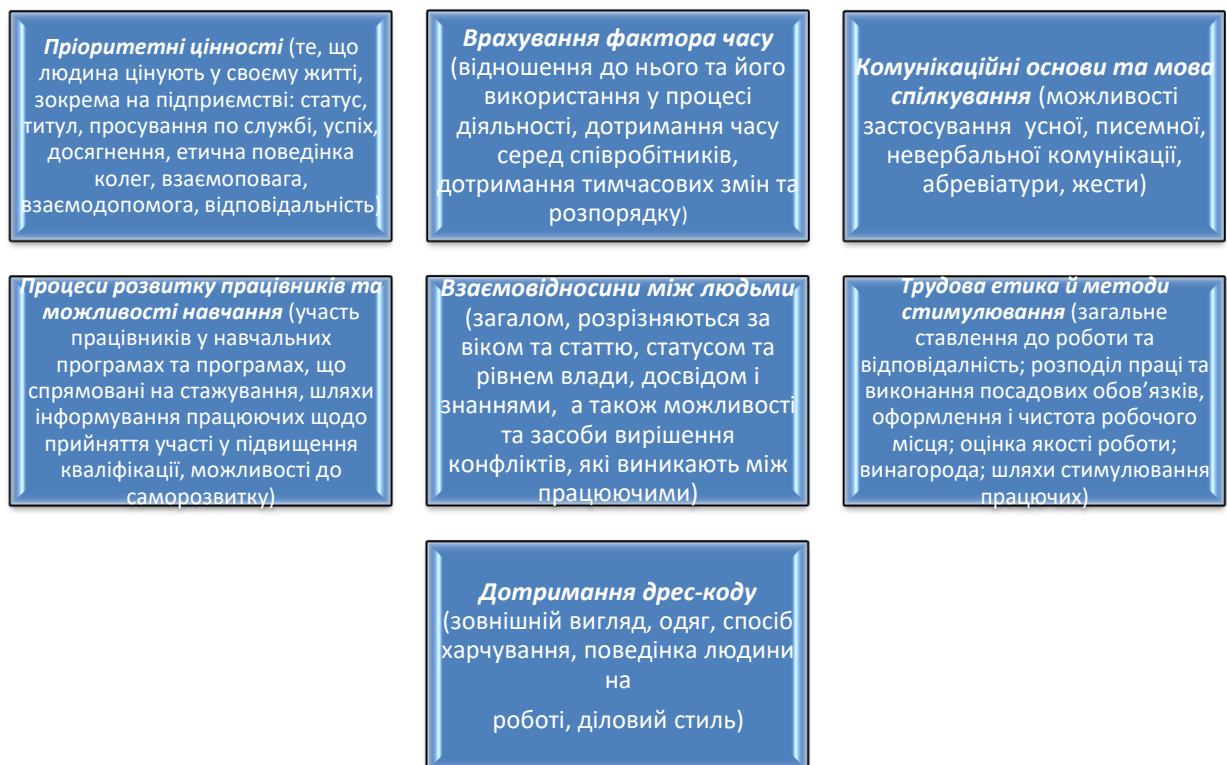 Пріоритетні цінності (те, що
людина цінують у своєму житті,
зокрема на підприємстві: статус,
титул, просування по службі, успіх,
досягнення, етична поведінка
колег, взаємоповага,
взаємодопомога, відповідальність)
Врахування фактора часу
(відношення до нього та його
використання у процесі
діяльності, дотримання часу
серед співробітників,
дотримання тимчасових змін та
розпорядку)
Комунікаційні основи та мова
спілкування (можливості
застосування усної, писемної,
невербальної комунікації,
абревіатури, жести)
Процеси розвитку працівників та
можливості навчання (участь
працівників у навчальних
програмах та програмах, що
спрямовані на стажування, шляхи
інформування працюючих щодо
прийняття участі у підвищення
кваліфікації, можливості до
саморозвитку)
Взаємовідносини між людьми
(загалом, розрізняються за
віком та статтю, статусом та
рівнем влади, досвідом і
знаннями, а також можливості
та засоби вирішення
конфліктів, які виникають між
працюючими)
Трудова етика й методи
стимулювання (загальне
ставлення до роботи та
відповідальність; розподіл праці та
виконання посадових обов’язків,
оформлення і чистота робочого
місця; оцінка якості роботи;
винагорода; шляхи стимулювання
працючих)
Дотримання дрес-коду
(зовнішній вигляд, одяг, спосіб
харчування, поведінка людини
на
роботі, діловий стиль)